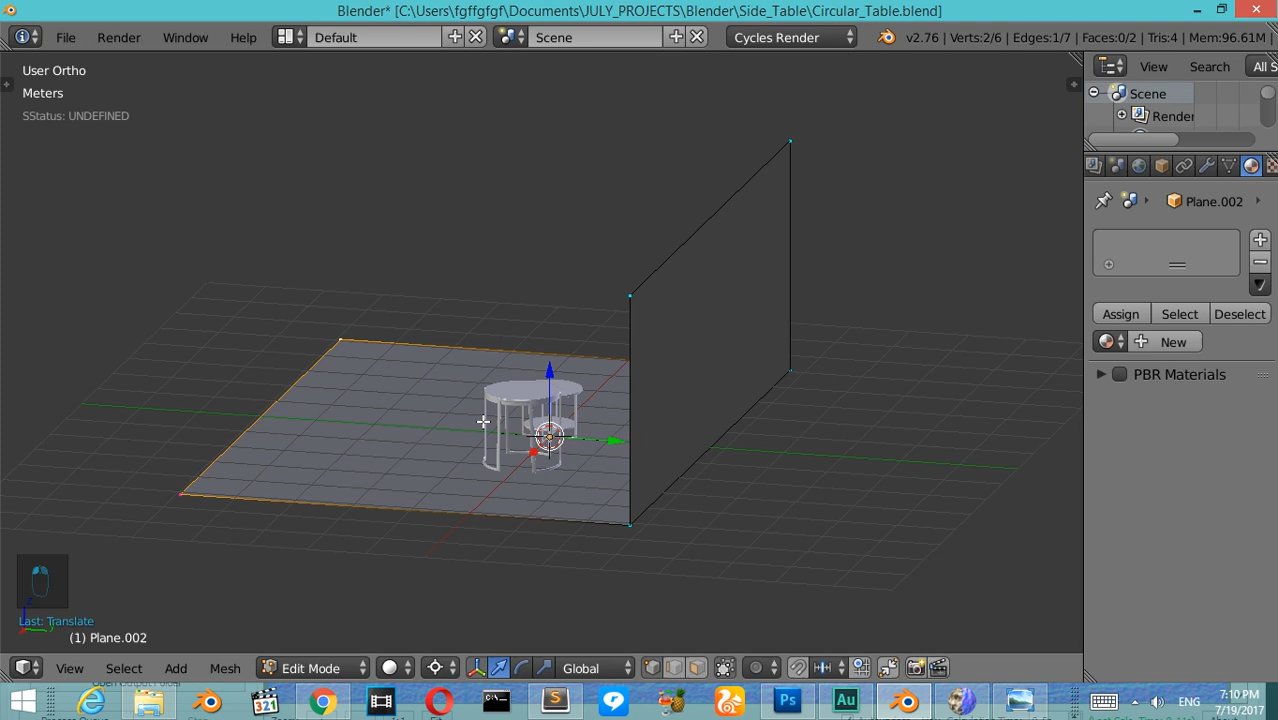 Blender* [C:\Users\fgffgfgf\Documents\JULY_PROJECTS\Blender\Side_Table\Circular_Table.blend]
File Render Window Help Default Scene Cycles Render v2.76 | Verts:2/6 | Edges:1/7 | Faces:0/2 | Tris:4 | Mem:96.61M |
User Ortho
Meters
SStatus: UNDEFINED
View Search All S
Scene
Render
Plane.002
Assign Select Deselect
New
PBR Materials
Last: Translate
(1) Plane.002
View Select Add Mesh Edit Mode Global
ENG
7:10 PM
7/19/2017